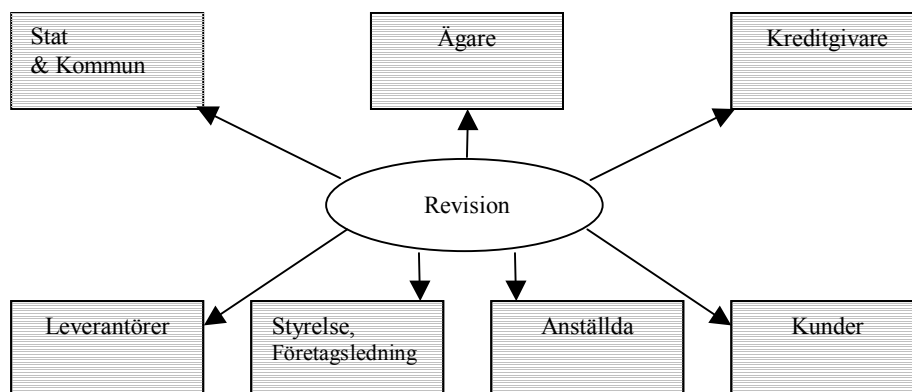 Stat
& Kommun
Ägare
Kreditgivare
Revision
Leverantörer
Styrelse,
Företagsledning
Anställda
Kunder